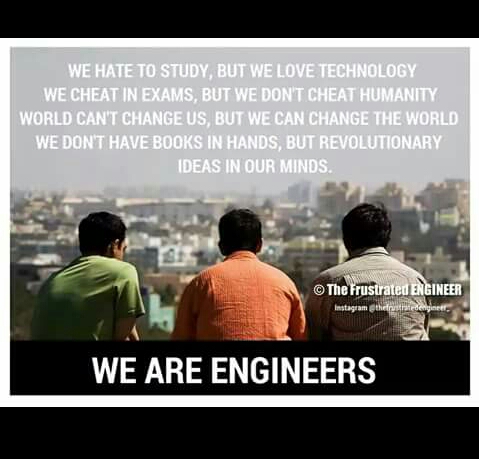 WE HATE TO STUDY, BUT WE LOVE TECHNOLOGY
WE CHEAT IN EXAMS, BUT WE DON'T CHEAT HUMANITY
WORLD CAN'T CHANGE US, BUT WE CAN CHANGE THE WORLD
WE DON'T HAVE BOOKS IN HANDS, BUT REVOLUTIONARY
IDEAS IN OUR MINDS.
© The Frustrated ENGINEER
Instagram @thefrustratedengineer_
WE ARE ENGINEERS